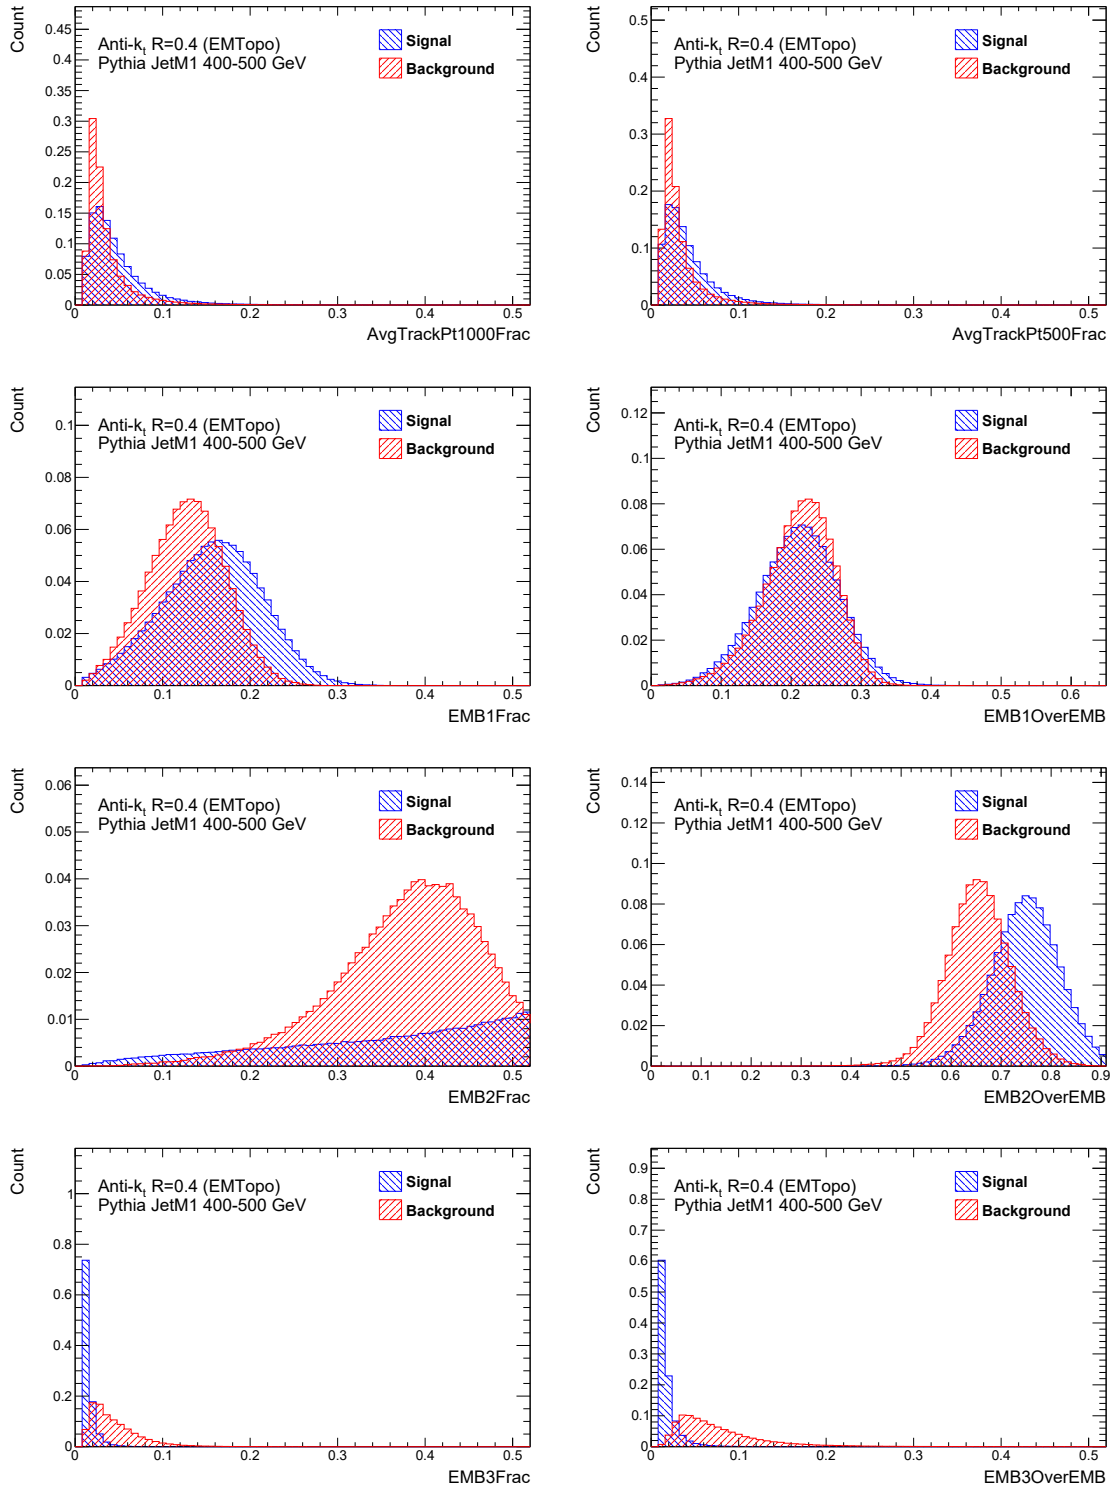 Count
0.45
0.4
0.35
0.3
0.25
0.2
0.15
0.1
0.05
0
Anti-kt R=0.4 (EMTopo)
Pythia JetM1 400-500 GeV
Signal
Background
0 0.1 0.2 0.3 0.4 0.5
AvgTrackPt1000Frac
Count
0.5
0.4
0.3
0.2
0.1
0
Anti-kt R=0.4 (EMTopo)
Pythia JetM1 400-500 GeV
Signal
Background
0 0.1 0.2 0.3 0.4 0.5
AvgTrackPt500Frac
Count
0.1
0.08
0.06
0.04
0.02
0
Anti-kt R=0.4 (EMTopo)
Pythia JetM1 400-500 GeV
Signal
Background
0 0.1 0.2 0.3 0.4 0.5
EMB1Frac
Count
0.12
0.1
0.08
0.06
0.04
0.02
0
Anti-kt R=0.4 (EMTopo)
Pythia JetM1 400-500 GeV
Signal
Background
0 0.1 0.2 0.3 0.4 0.5 0.6
EMB1OverEMB
Count
0.06
0.05
0.04
0.03
0.02
0.01
0
Anti-kt R=0.4 (EMTopo)
Pythia JetM1 400-500 GeV
Signal
Background
0 0.1 0.2 0.3 0.4 0.5
EMB2Frac
Count
0.14
0.12
0.1
0.08
0.06
0.04
0.02
0
Anti-kt R=0.4 (EMTopo)
Pythia JetM1 400-500 GeV
Signal
Background
0 0.1 0.2 0.3 0.4 0.5 0.6 0.7 0.8 0.9
EMB2OverEMB
Count
1
0.8
0.6
0.4
0.2
0
Anti-kt R=0.4 (EMTopo)
Pythia JetM1 400-500 GeV
Signal
Background
0 0.1 0.2 0.3 0.4 0.5
EMB3Frac
Count
0.9
0.8
0.7
0.6
0.5
0.4
0.3
0.2
0.1
0
Anti-kt R=0.4 (EMTopo)
Pythia JetM1 400-500 GeV
Signal
Background
0 0.1 0.2 0.3 0.4 0.5
EMB3OverEMB